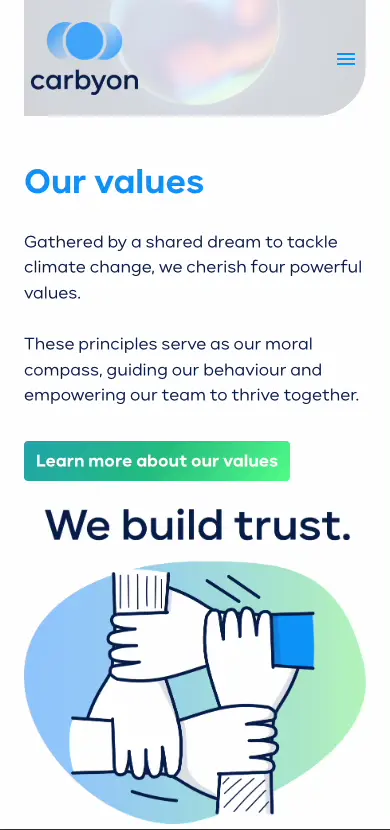 carbyon
Our values
Gathered by a shared dream to tackle
climate change, we cherish four powerful
values.
These principles serve as our moral
compass, guiding our behaviour and
empowering our team to thrive together.
Learn more about our values
We build trust.